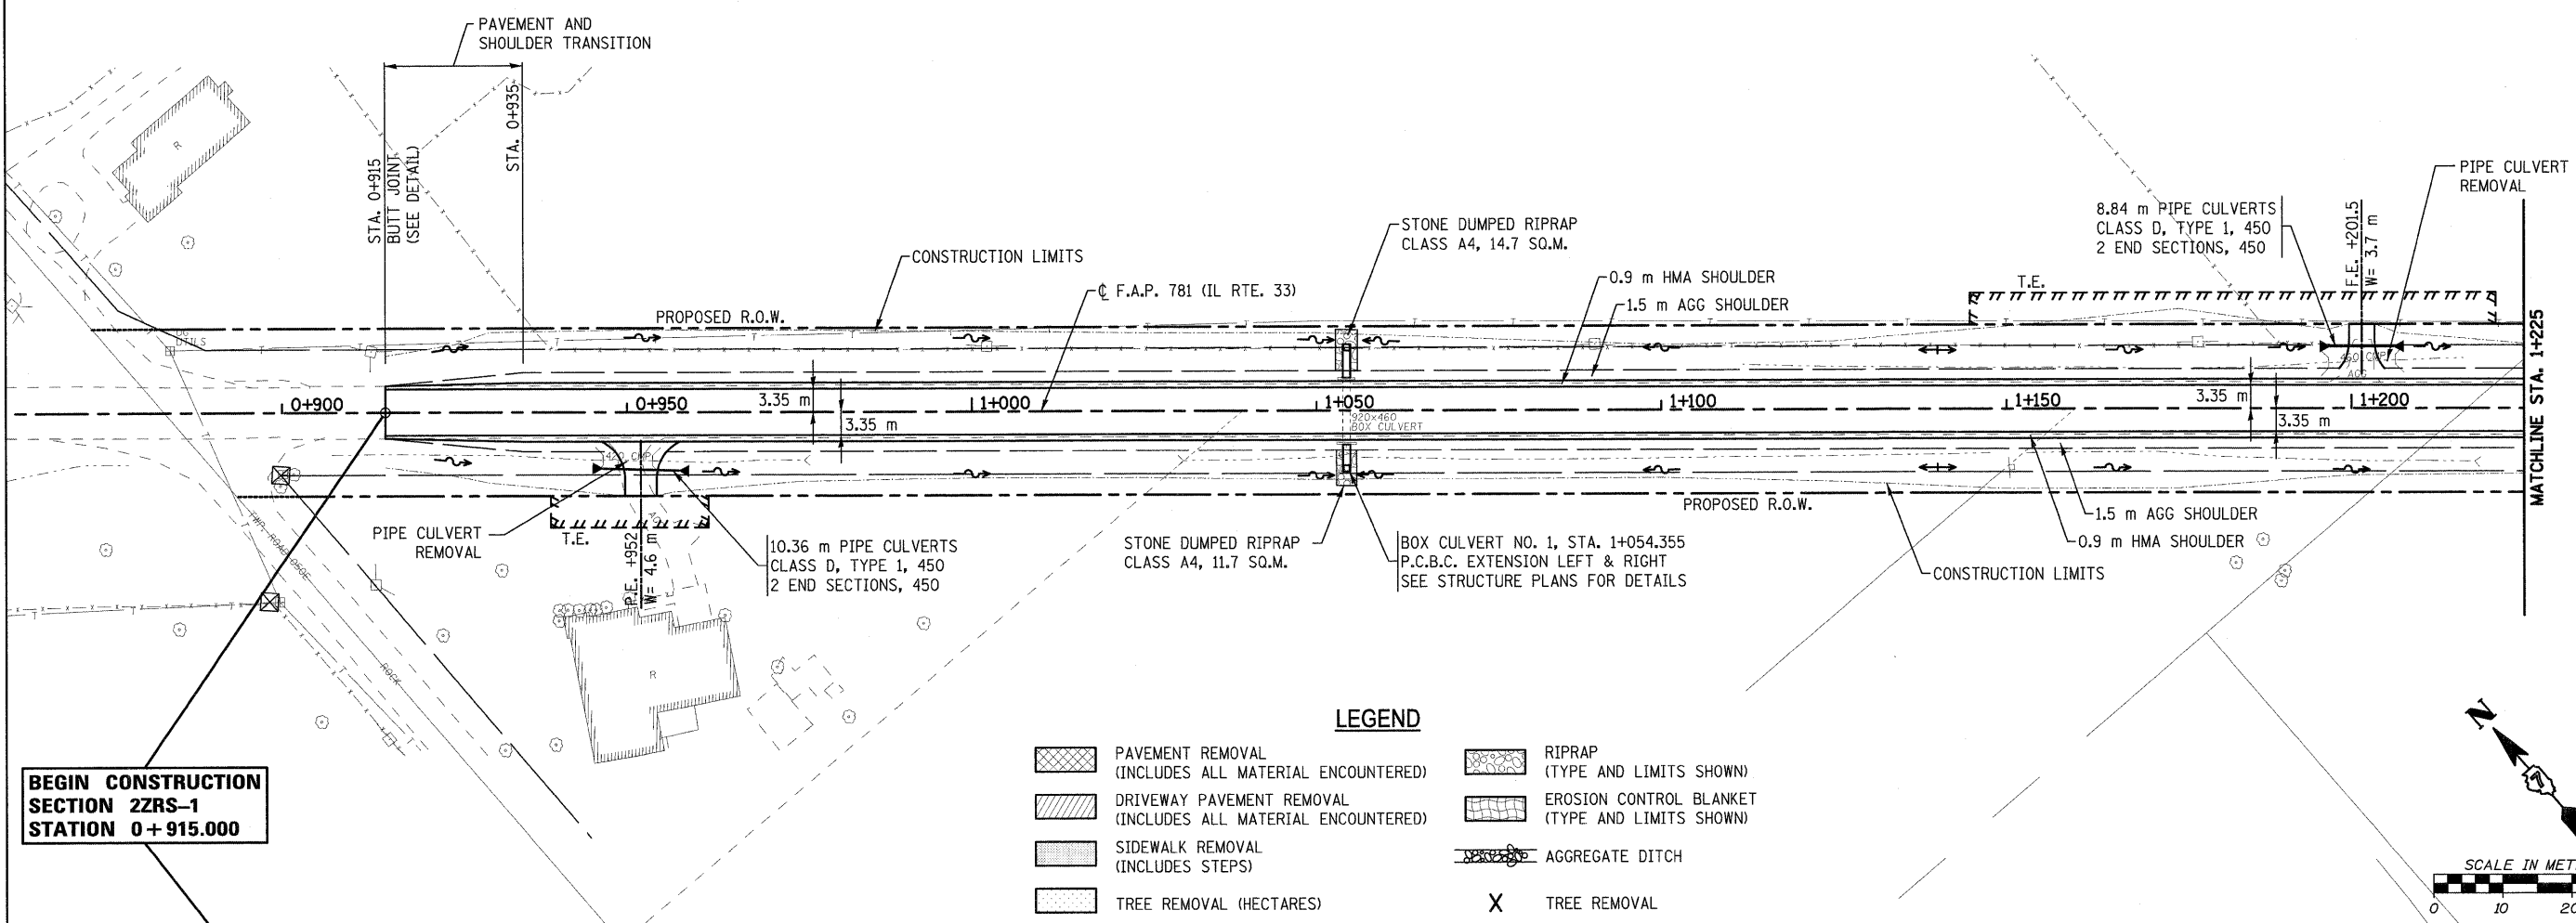 PAVEMENT AND
SHOULDER TRANSITION
STA. 0+915
BUTT JOINT
(SEE DETAIL)
STA. 0+935
R
UTILS
CONSTRUCTION LIMITS
℄ F.A.P. 781 (IL RTE. 33)
PROPOSED R.O.W.
STONE DUMPED RIPRAP
CLASS A4, 14.7 SQ.M.
0.9 m HMA SHOULDER
1.5 m AGG SHOULDER
T.E.
8.84 m PIPE CULVERTS
CLASS D, TYPE 1, 450
2 END SECTIONS, 450
F.E. +201.5
W= 3.7 m
PIPE CULVERT
REMOVAL
MATCHLINE STA. 1+225
450 CMP
AGG
0+900
0+950
3.35 m
3.35 m
1+000
1+050
920x460
BOX CULVERT
1+100
1+150
3.35 m
3.35 m
1+200
PIPE CULVERT
REMOVAL
T.E.
P.E. +952
W= 4.6 m
10.36 m PIPE CULVERTS
CLASS D, TYPE 1, 450
2 END SECTIONS, 450
STONE DUMPED RIPRAP
CLASS A4, 11.7 SQ.M.
BOX CULVERT NO. 1, STA. 1+054.355
P.C.B.C. EXTENSION LEFT & RIGHT
SEE STRUCTURE PLANS FOR DETAILS
PROPOSED R.O.W.
1.5 m AGG SHOULDER
0.9 m HMA SHOULDER
CONSTRUCTION LIMITS
TWP. ROAD
ROCK
R
BEGIN CONSTRUCTION
SECTION 2ZRS-1
STATION 0+915.000
LEGEND
PAVEMENT REMOVAL
(INCLUDES ALL MATERIAL ENCOUNTERED)
DRIVEWAY PAVEMENT REMOVAL
(INCLUDES ALL MATERIAL ENCOUNTERED)
SIDEWALK REMOVAL
(INCLUDES STEPS)
TREE REMOVAL (HECTARES)
RIPRAP
(TYPE AND LIMITS SHOWN)
EROSION CONTROL BLANKET
(TYPE AND LIMITS SHOWN)
AGGREGATE DITCH
X TREE REMOVAL
N
SCALE IN MET
0 10 20